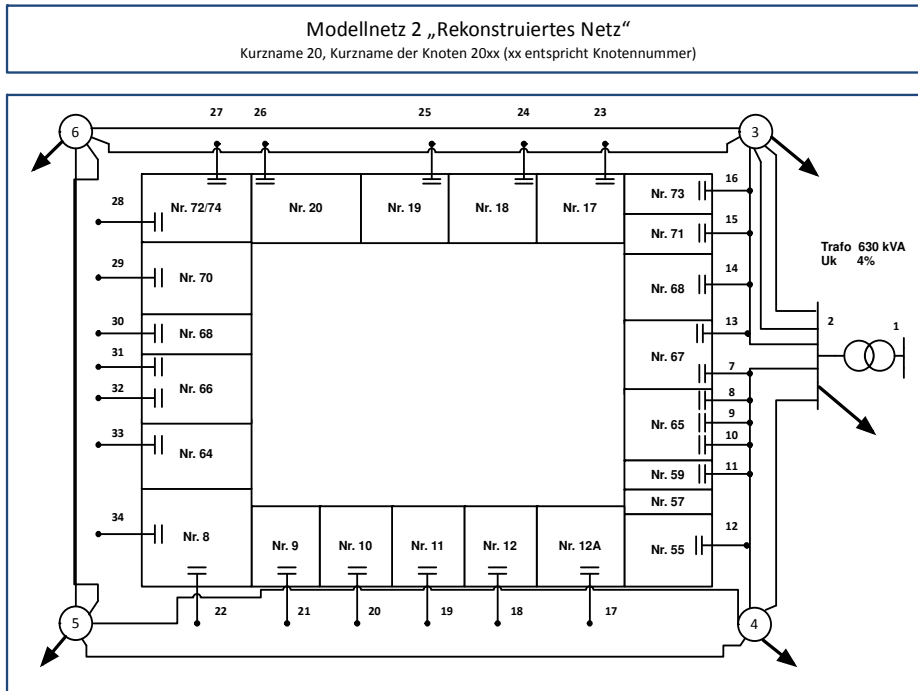 Modellnetz 2 „Rekonstruiertes Netz“
Kurzname 20, Kurzname der Knoten 20xx (xx entspricht Knotennummer)
27 26 25 24 23
6 3
16
Nr. 72/74 Nr. 20 Nr. 19 Nr. 18 Nr. 17 Nr. 73
28 15
Nr. 71
Trafo 630 kVA
Uk 4%
29 14
Nr. 70 Nr. 68
30 13 2 1
Nr. 68 Nr. 67
31 7
Nr. 66
32 8
9
Nr. 65
33 10
Nr. 64 11
Nr. 59
Nr. 57
34 12
Nr. 8 Nr. 9 Nr. 10 Nr. 11 Nr. 12 Nr. 12A Nr. 55
22 21 20 19 18 17
5 4